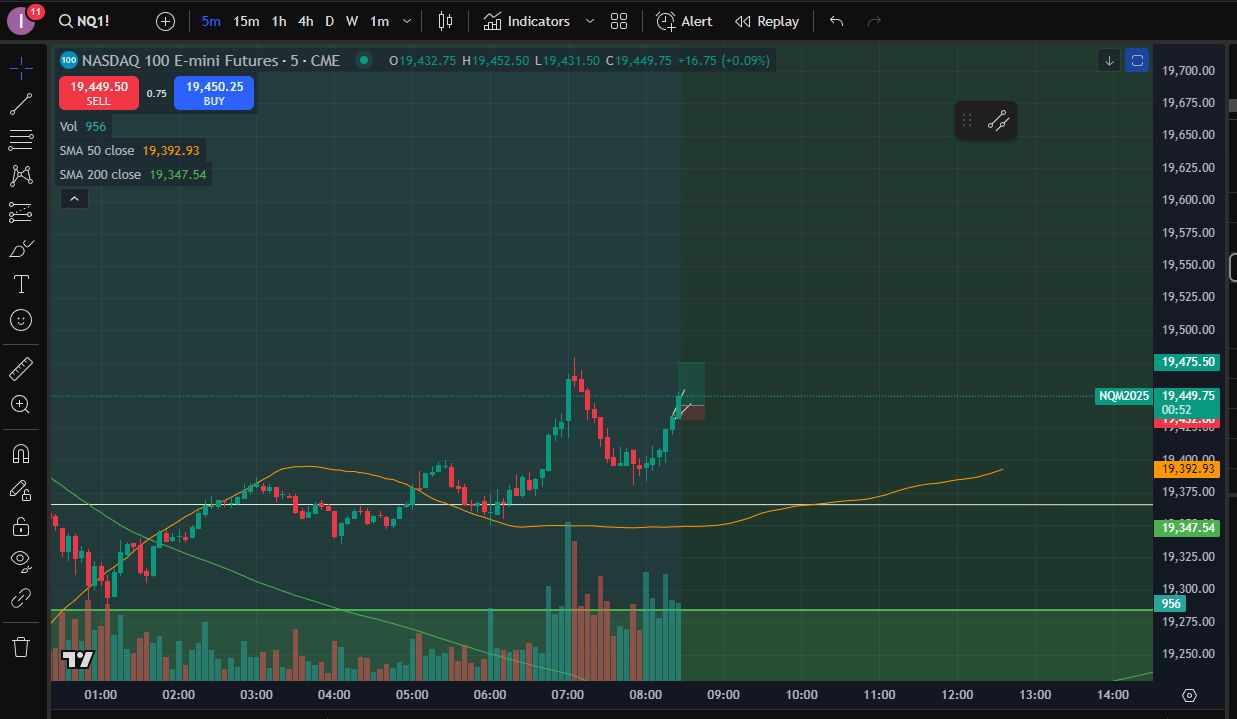 I 11 NQ1! 5m 15m 1h 4h D W 1m Indicators Alert Replay
100 NASDAQ 100 E-mini Futures · 5 · CME O19,432.75 H19,452.50 L19,431.50 C19,449.75 +16.75 (+0.09%)
19,449.50 0.75 19,450.25
SELL BUY
Vol 956
SMA 50 close 19,392.93
SMA 200 close 19,347.54
19,700.00
19,675.00
19,650.00
19,625.00
19,600.00
19,575.00
19,550.00
19,525.00
19,500.00
19,475.50
NQM2025 19,449.75
00:52
19,425.00
19,400.00
19,392.93
19,375.00
19,347.54
19,325.00
19,300.00
956
19,275.00
19,250.00
01:00 02:00 03:00 04:00 05:00 06:00 07:00 08:00 09:00 10:00 11:00 12:00 13:00 14:00